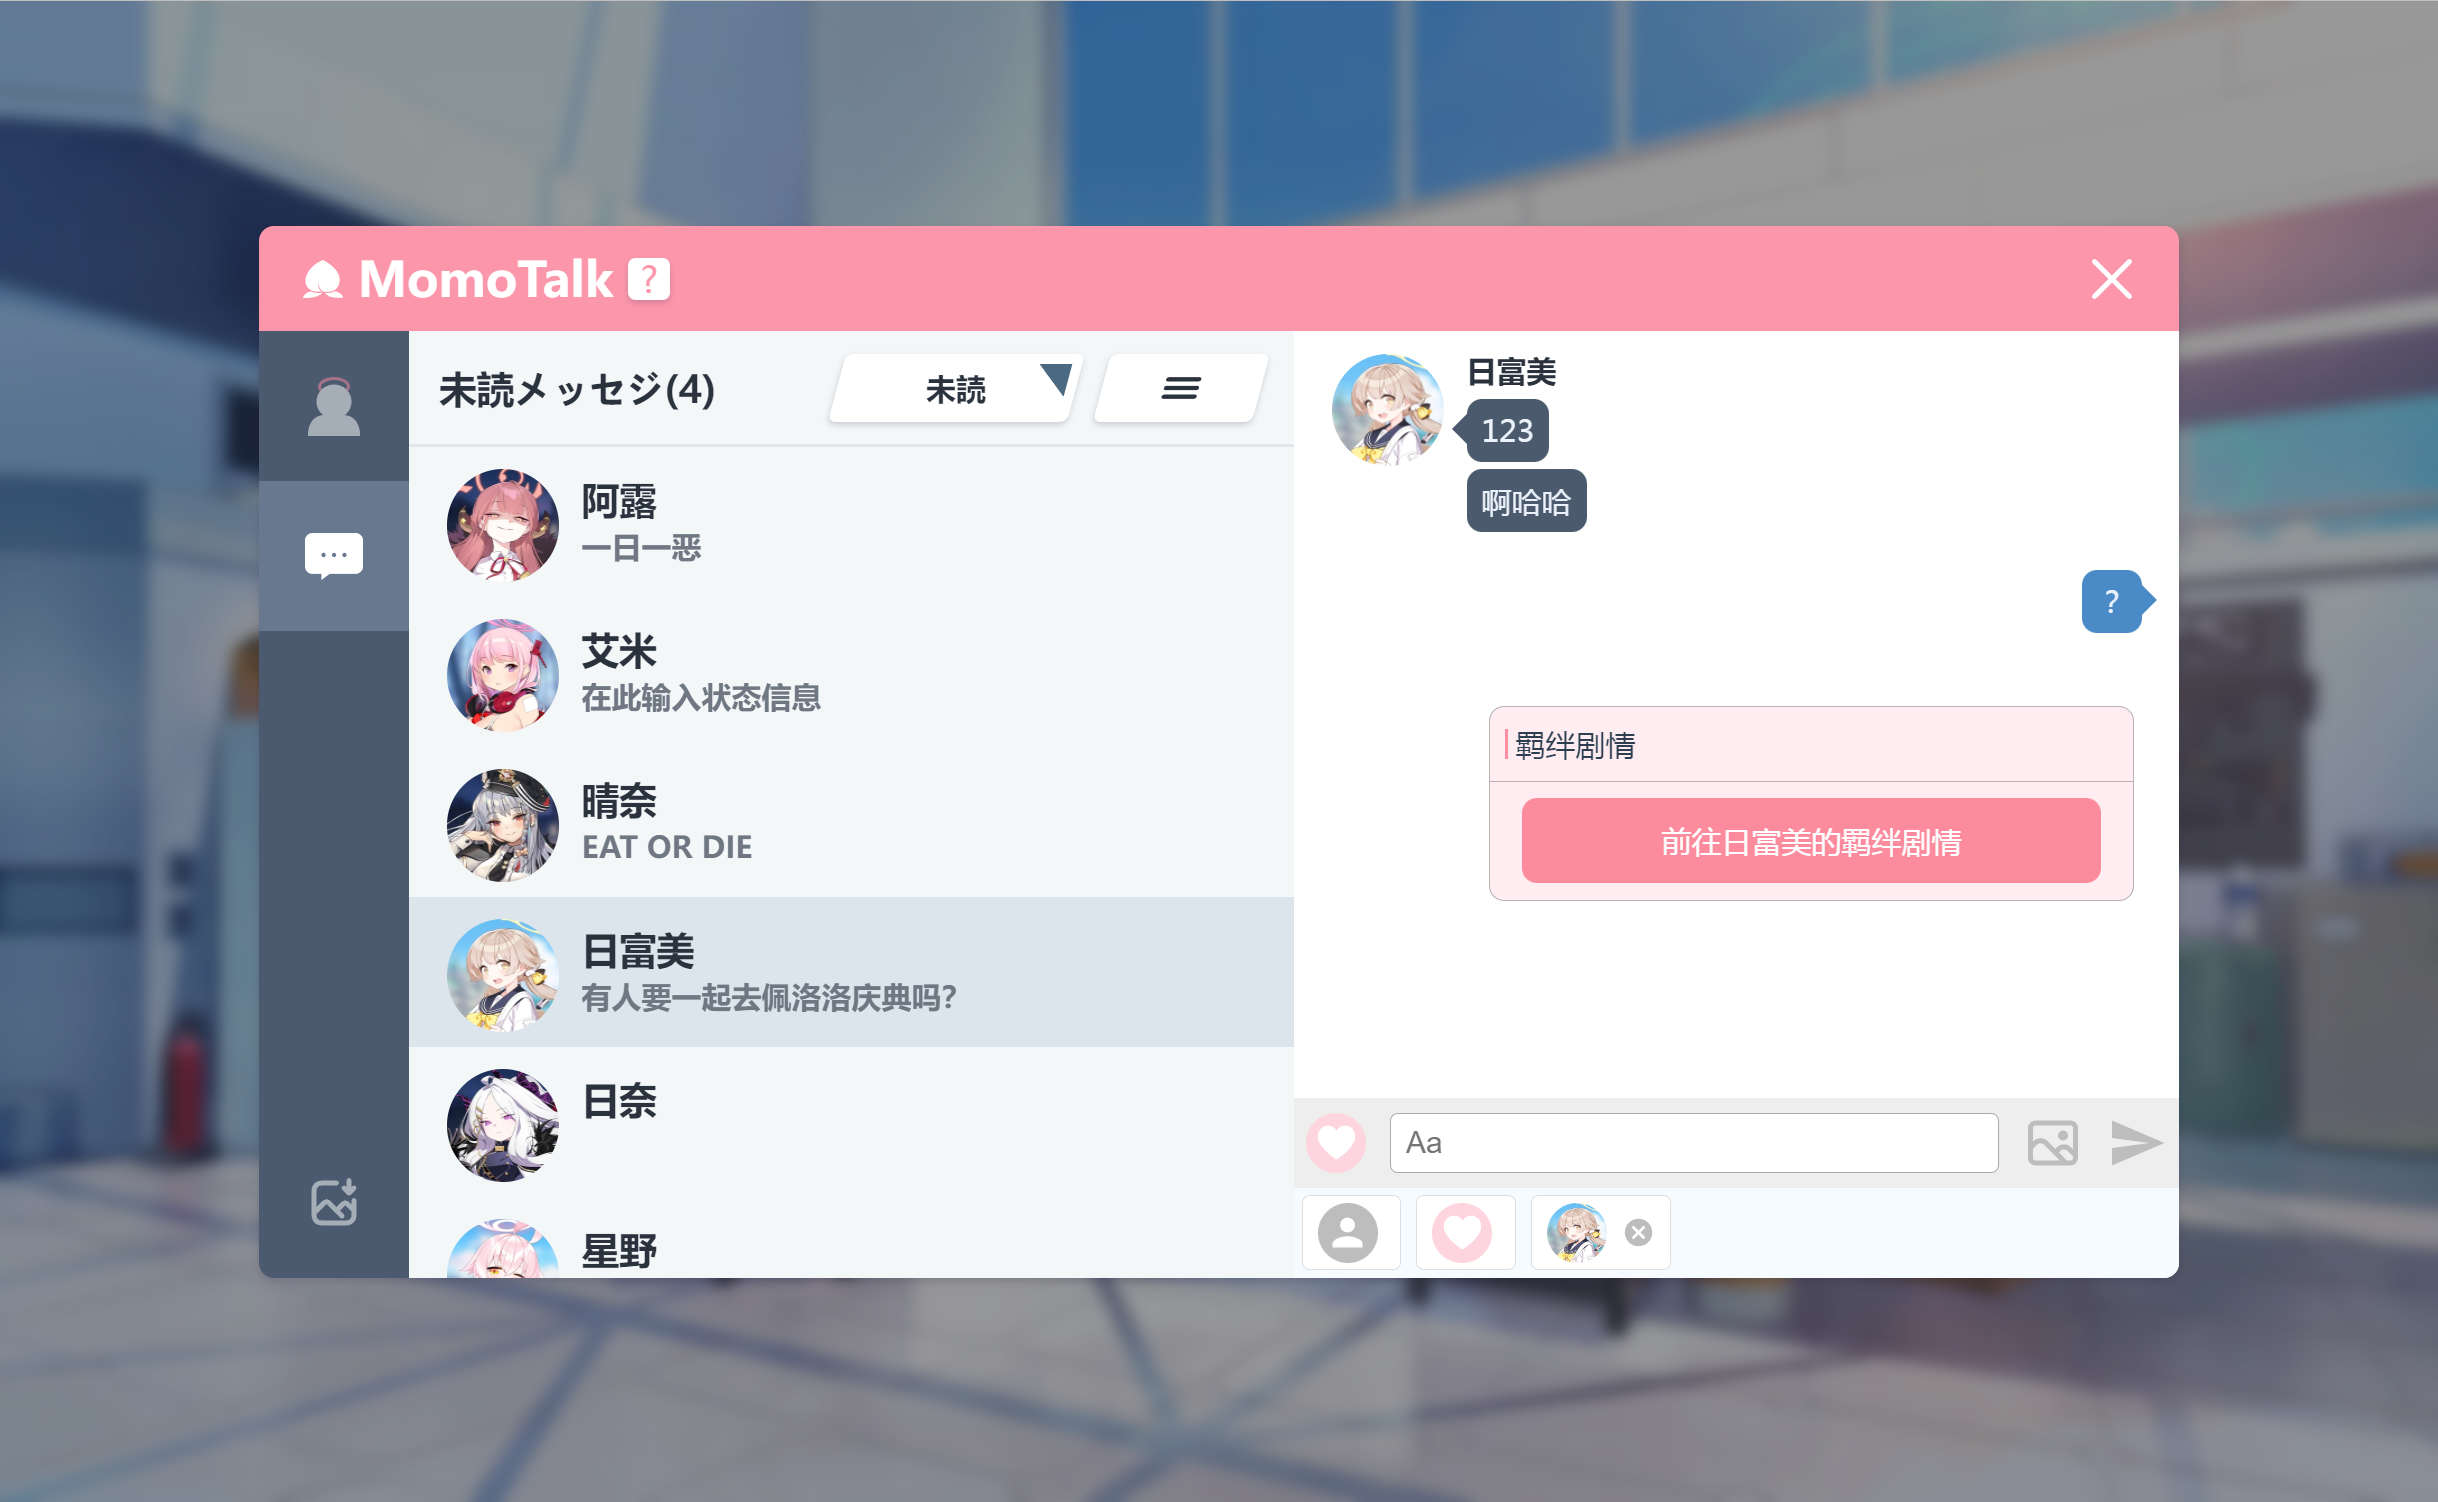 MomoTalk ?
未読メッセジ(4)
未読
阿露
一日一恶
艾米
在此输入状态信息
晴奈
EAT OR DIE
日富美
有人要一起去佩洛洛庆典吗?
日奈
星野
日富美
123
啊哈哈
?
羁绊剧情
前往日富美的羁绊剧情
Aa